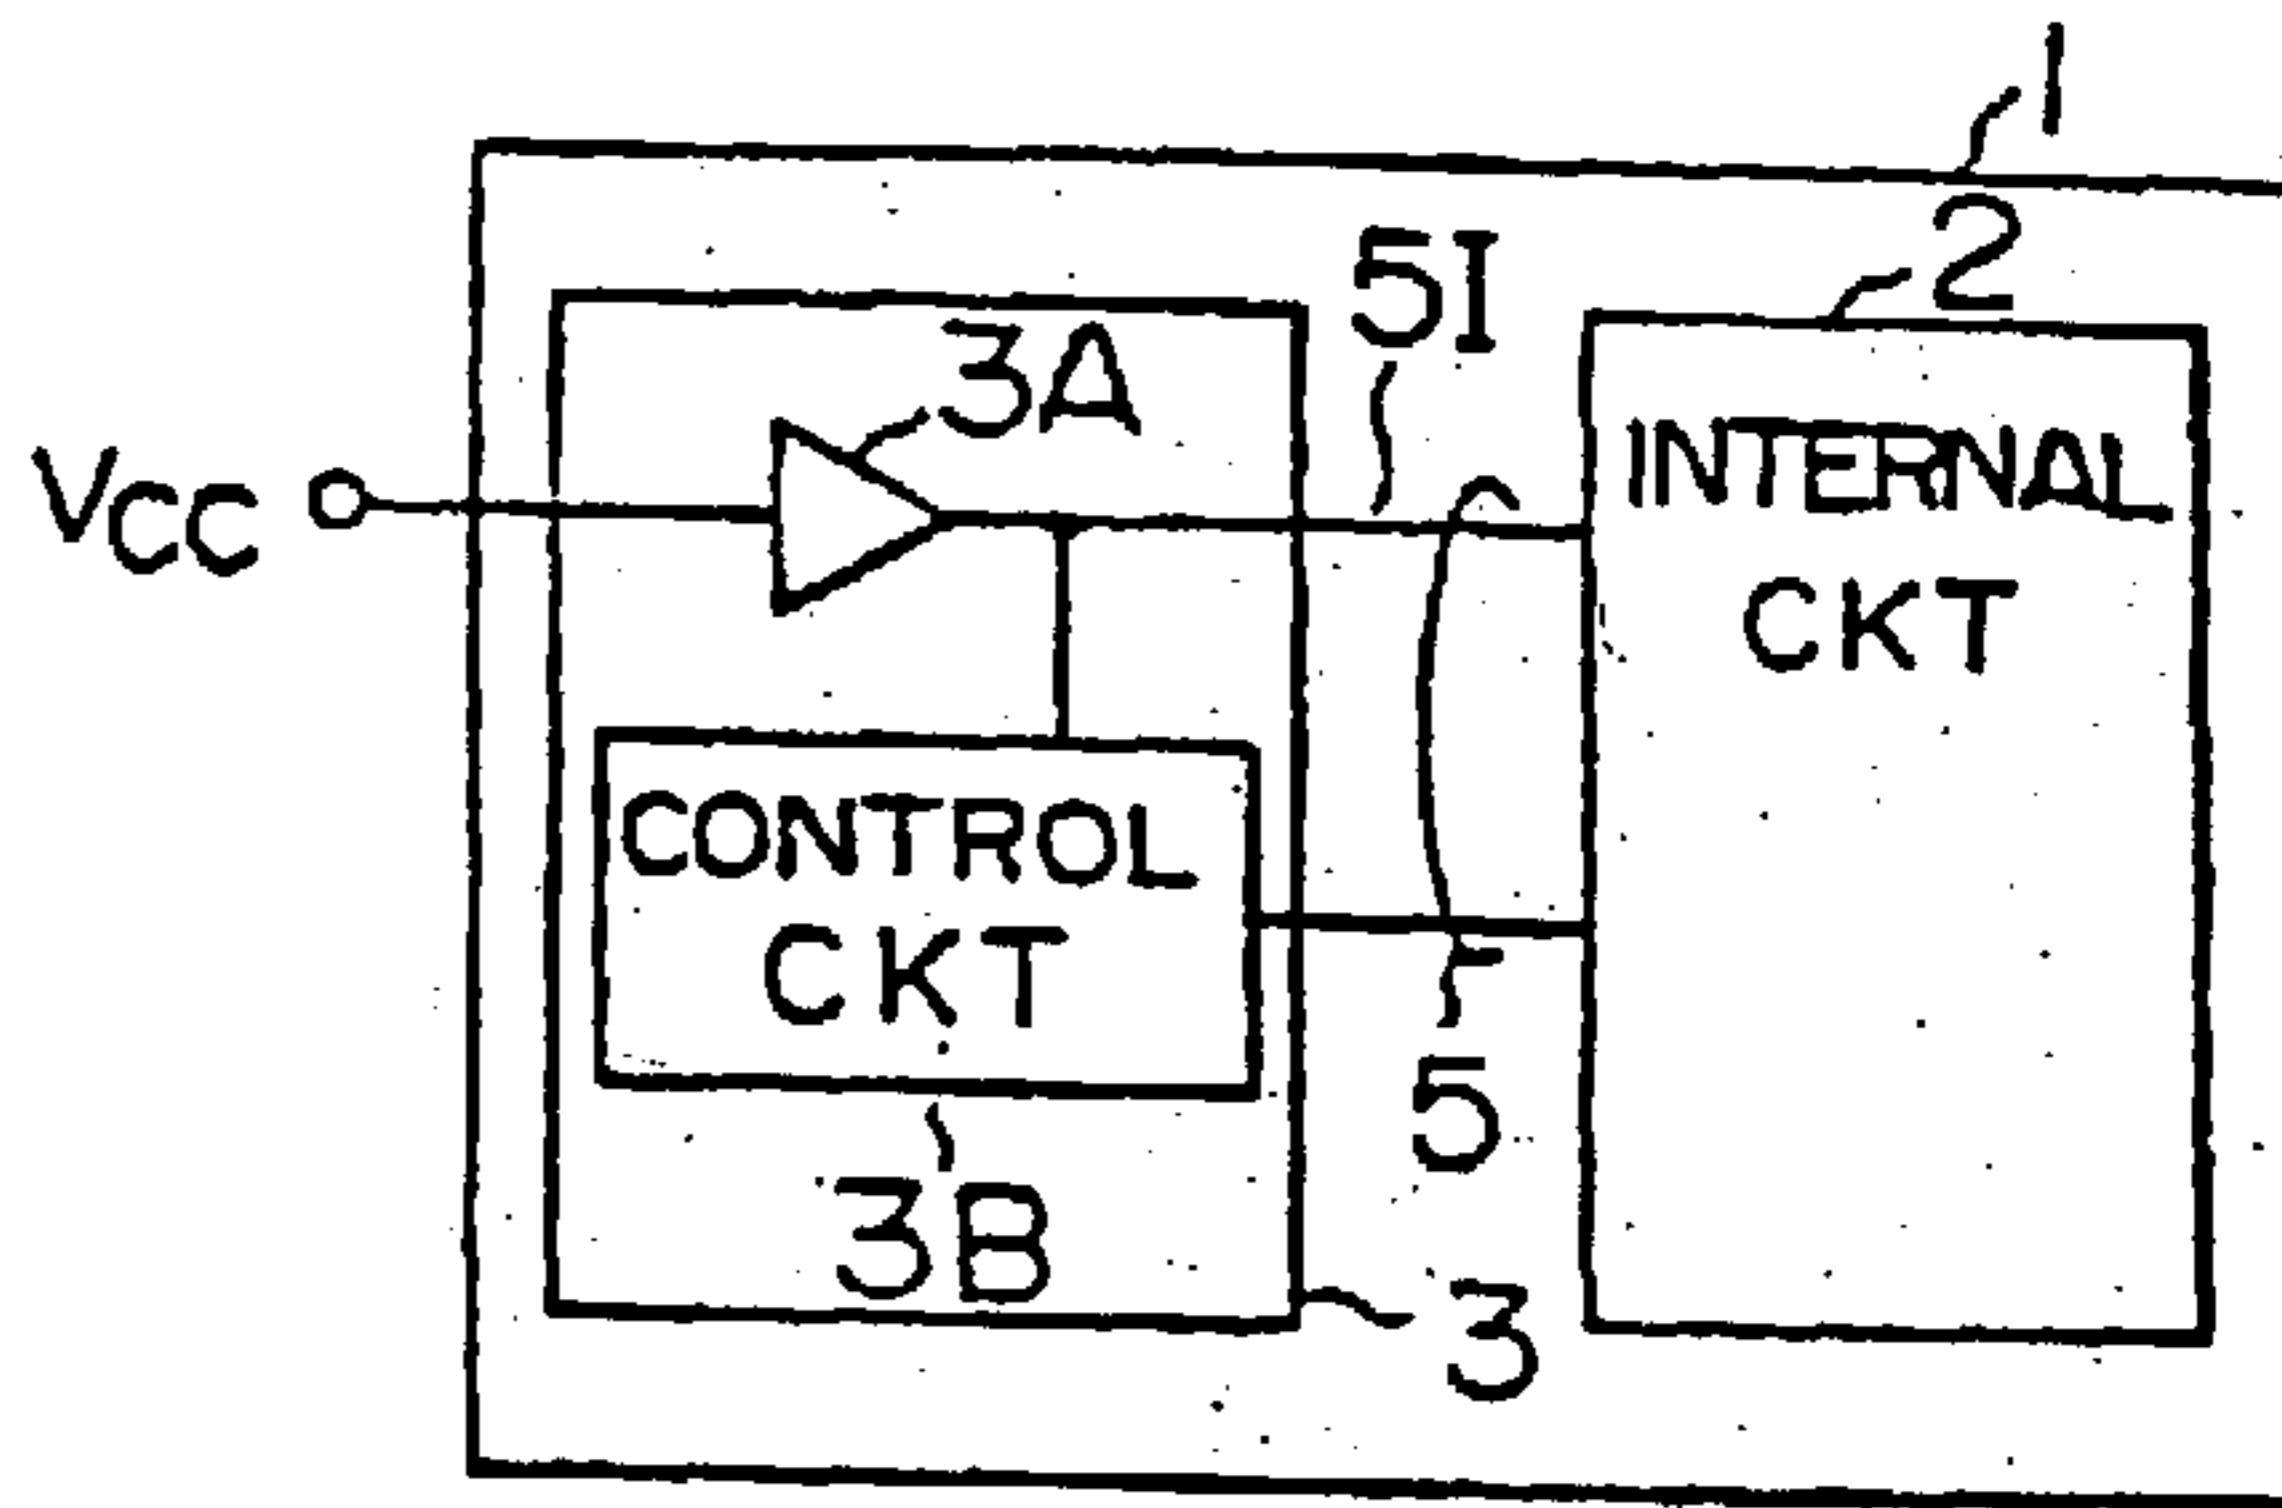 1
2
5I
3A
VCC
INTERNAL
CKT
CONTROL
CKT
5
3B
3